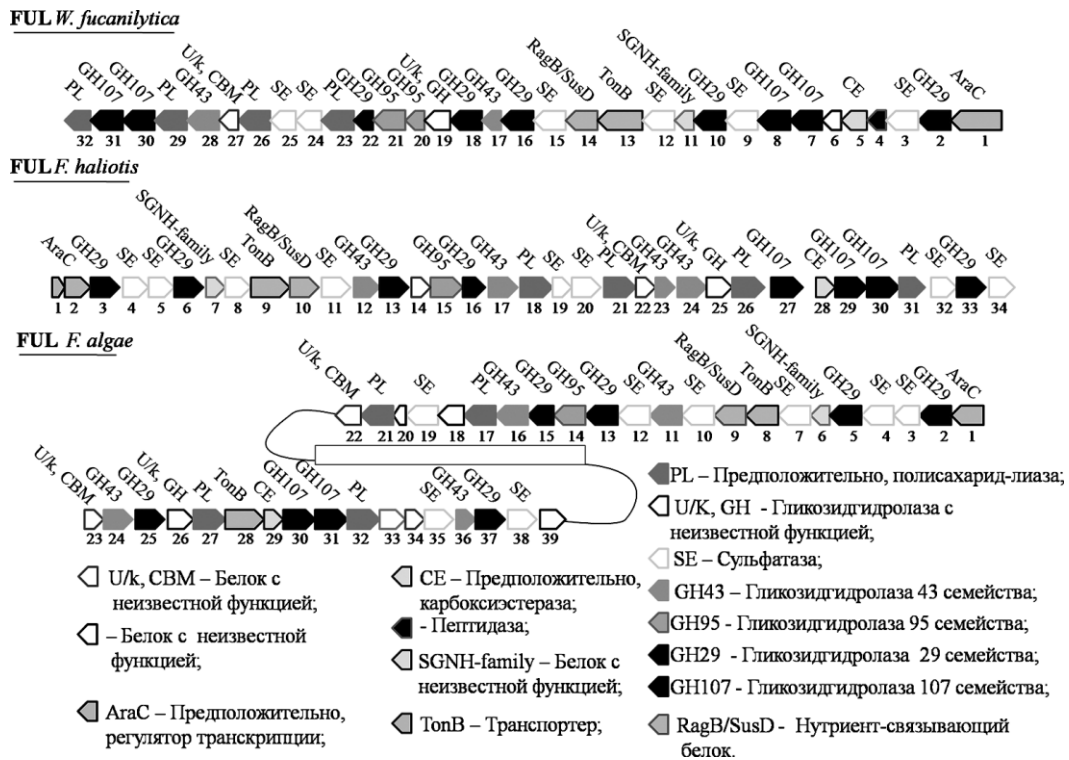 FUL W. fucanilytica
PL GH107 GH107 PL GH43 U/k, CBM PL SE SE PL GH29 GH95 GH95 U/k, GH GH29 GH43 GH29 SE RagB/SusD TonB SE SGNH-family GH29 SE GH107 GH107 CE SE GH29 AraC
32 31 30 29 28 27 26 25 24 23 22 21 20 19 18 17 16 15 14 13 12 11 10 9 8 7 6 5 4 3 2 1
FUL F. haliotis
AraC GH29 SE SE GH29 SGNH-family SE TonB RagB/SusD SE GH43 GH29 GH95 GH29 GH43 PL SE SE PL U/k, CBM GH43 GH43 U/k, GH PL GH107 CE GH107 GH107 PL SE GH29 SE
1 2 3 4 5 6 7 8 9 10 11 12 13 14 15 16 17 18 19 20 21 22 23 24 25 26 27 28 29 30 31 32 33 34
FUL F. algae
U/k, CBM PL SE PL GH43 GH29 GH95 GH29 SE GH43 SE RagB/SusD TonB SE SGNH-family GH29 SE SE GH29 AraC
22 21 20 19 18 17 16 15 14 13 12 11 10 9 8 7 6 5 4 3 2 1
U/k, CBM GH43 GH29 U/k, GH PL TonB CE GH107 GH107 PL SE GH43 GH29 SE
23 24 25 26 27 28 29 30 31 32 33 34 35 36 37 38 39
U/k, CBM – Белок с
неизвестной функцией;
– Белок с неизвестной
функцией;
AraC – Предположительно,
регулятор транскрипции;
CE – Предположительно,
карбоксиэстераза;
- Пептидаза;
SGNH-family – Белок с
неизвестной функцией;
TonB – Транспортер;
PL – Предположительно, полисахарид-лиаза;
U/K, GH - Гликозидгидролаза с
неизвестной функцией;
SE – Сульфатаза;
GH43 – Гликозидгидролаза 43 семейства;
GH95 - Гликозидгидролаза 95 семейства;
GH29 - Гликозидгидролаза 29 семейства;
GH107 - Гликозидгидролаза 107 семейства;
RagB/SusD - Нутриент-связывающий
белок.